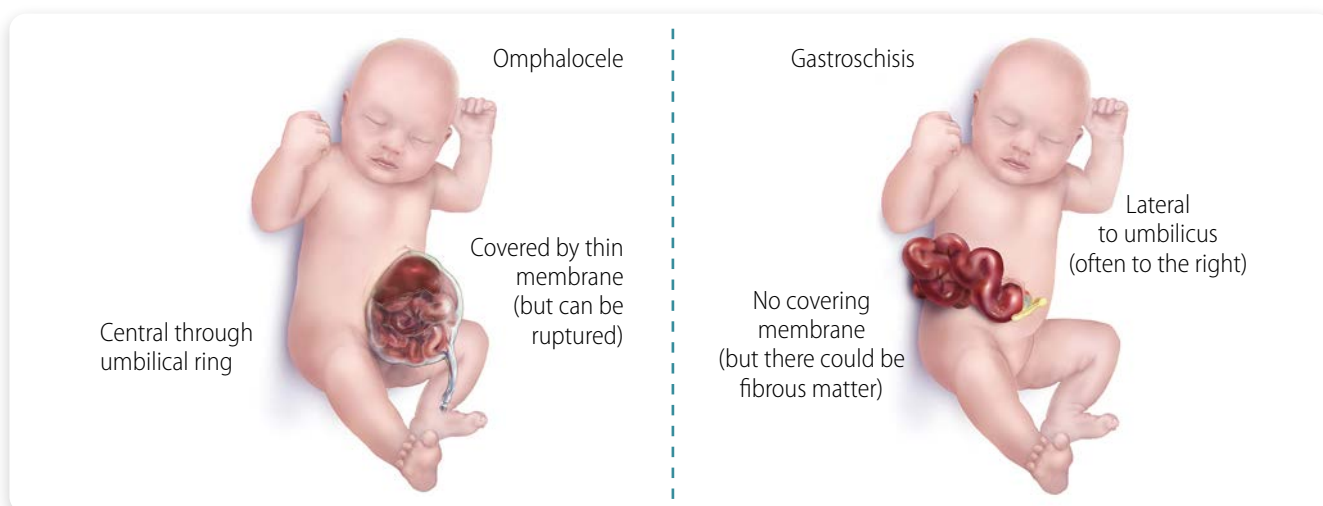 Omphalocele
Covered by thin
membrane
(but can be
ruptured)
Central through
umbilical ring
Gastroschisis
Lateral
to umbilicus
(often to the right)
No covering
membrane
(but there could be
fibrous matter)